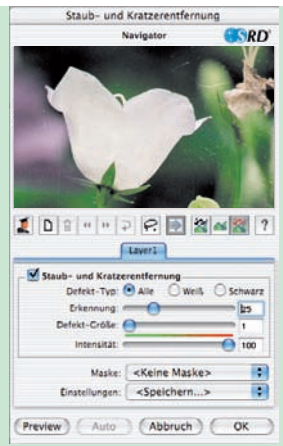 Staub- und Kratzerentfernung
Navigator SRD
?
Layer1
Staub- und Kratzerentfernung
Defekt-Typ: Alle Weiß Schwarz
Erkennung: 25
Defekt-Größe: 1
Intensität: 100
Maske: <Keine Maske>
Einstellungen: <Speichern...>
Preview Auto Abbruch OK